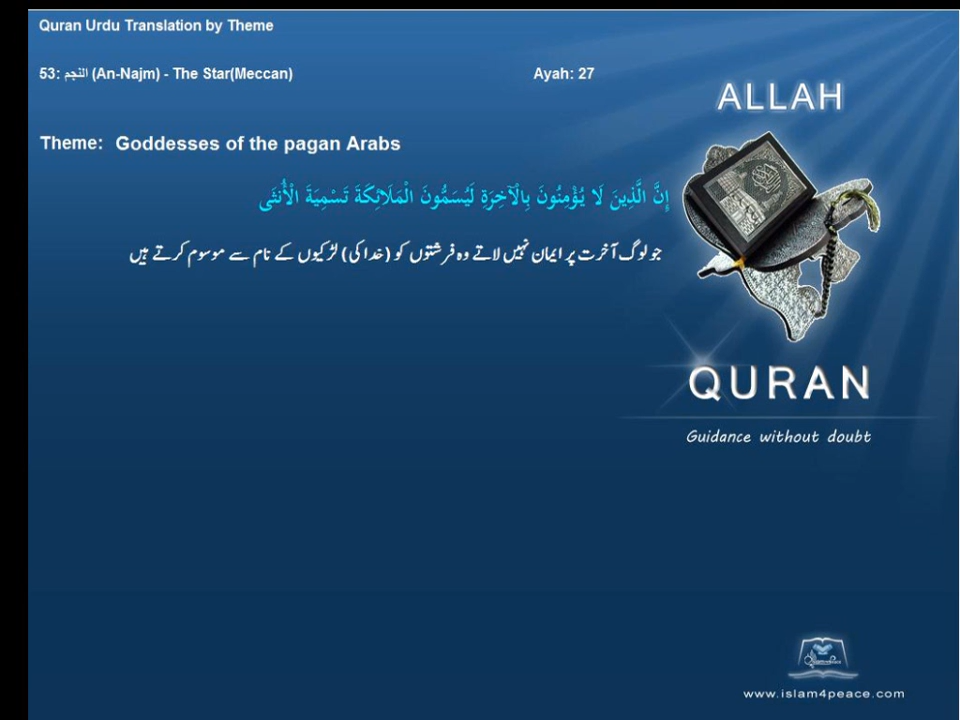 Quran Urdu Translation by Theme
53: النجم (An-Najm) - The Star(Meccan) Ayah: 27
ALLAH
Theme: Goddesses of the pagan Arabs
إِنَّ الَّذِينَ لَا يُؤْمِنُونَ بِالْآخِرَةِ لَيُسَمُّونَ الْمَلَائِكَةَ تَسْمِيَةَ الْأُنثَى
جو لوگ آخرت پر ایمان نہیں لاتے وہ فرشتوں کو (خدا کی) لڑکیوں کے نام سے موسوم کرتے ہیں
QURAN
Guidance without doubt
www.islam4peace.com